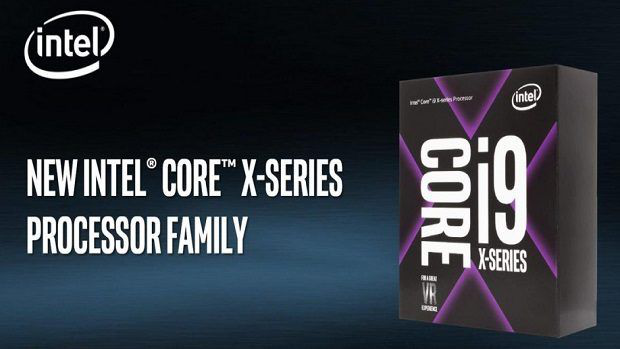 intel
NEW INTEL® CORE™ X-SERIES
PROCESSOR FAMILY
Intel® Core™ i9 X-series Processor
intel
CORE
i9
X-SERIES
FOR A GREAT
VR
EXPERIENCE